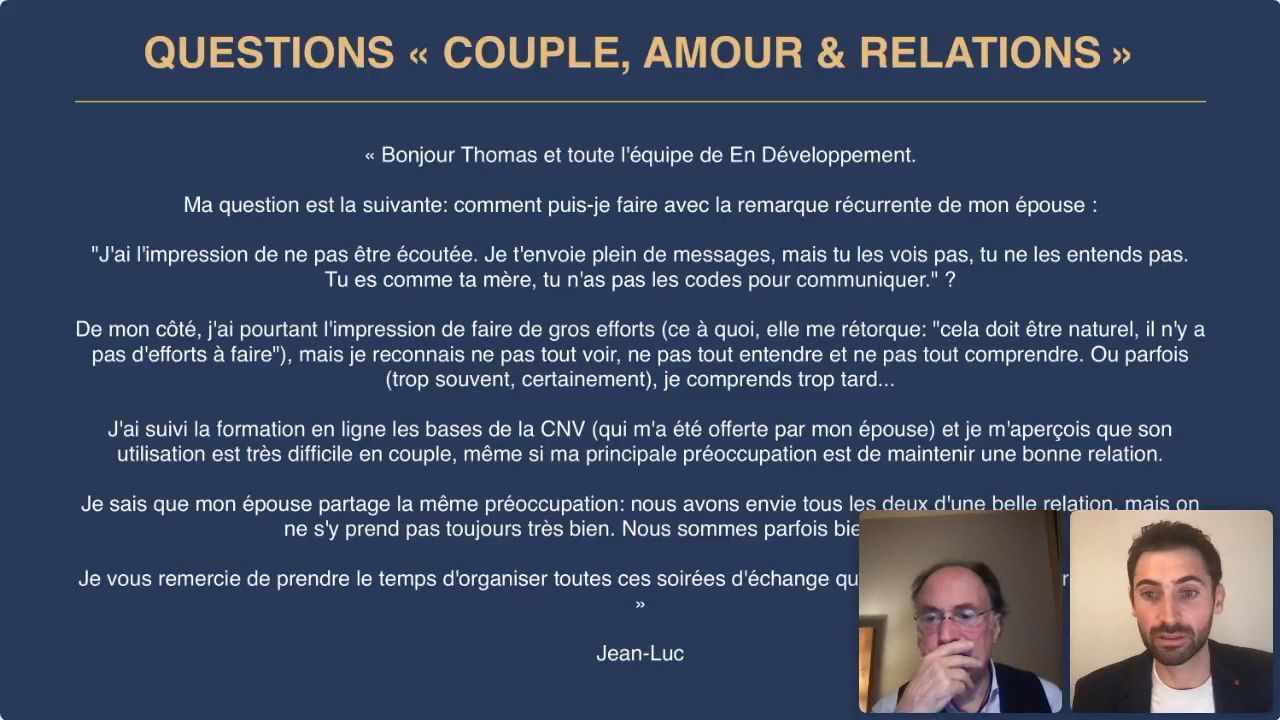 QUESTIONS « COUPLE, AMOUR & RELATIONS »
« Bonjour Thomas et toute l'équipe de En Développement.
Ma question est la suivante: comment puis-je faire avec la remarque récurrente de mon épouse :
"J'ai l'impression de ne pas être écoutée. Je t'envoie plein de messages, mais tu les vois pas, tu ne les entends pas.
Tu es comme ta mère, tu n'as pas les codes pour communiquer." ?
De mon côté, j'ai pourtant l'impression de faire de gros efforts (ce à quoi, elle me rétorque: "cela doit être naturel, il n'y a
pas d'efforts à faire"), mais je reconnais ne pas tout voir, ne pas tout entendre et ne pas tout comprendre. Ou parfois
(trop souvent, certainement), je comprends trop tard...
J'ai suivi la formation en ligne les bases de la CNV (qui m'a été offerte par mon épouse) et je m'aperçois que son
utilisation est très difficile en couple, même si ma principale préoccupation est de maintenir une bonne relation.
Je sais que mon épouse partage la même préoccupation: nous avons envie tous les deux d'une belle relation, mais on
ne s'y prend pas toujours très bien. Nous sommes parfois
Je vous remercie de prendre le temps d'organiser toutes ces soirées d'échange
»
Jean-Luc